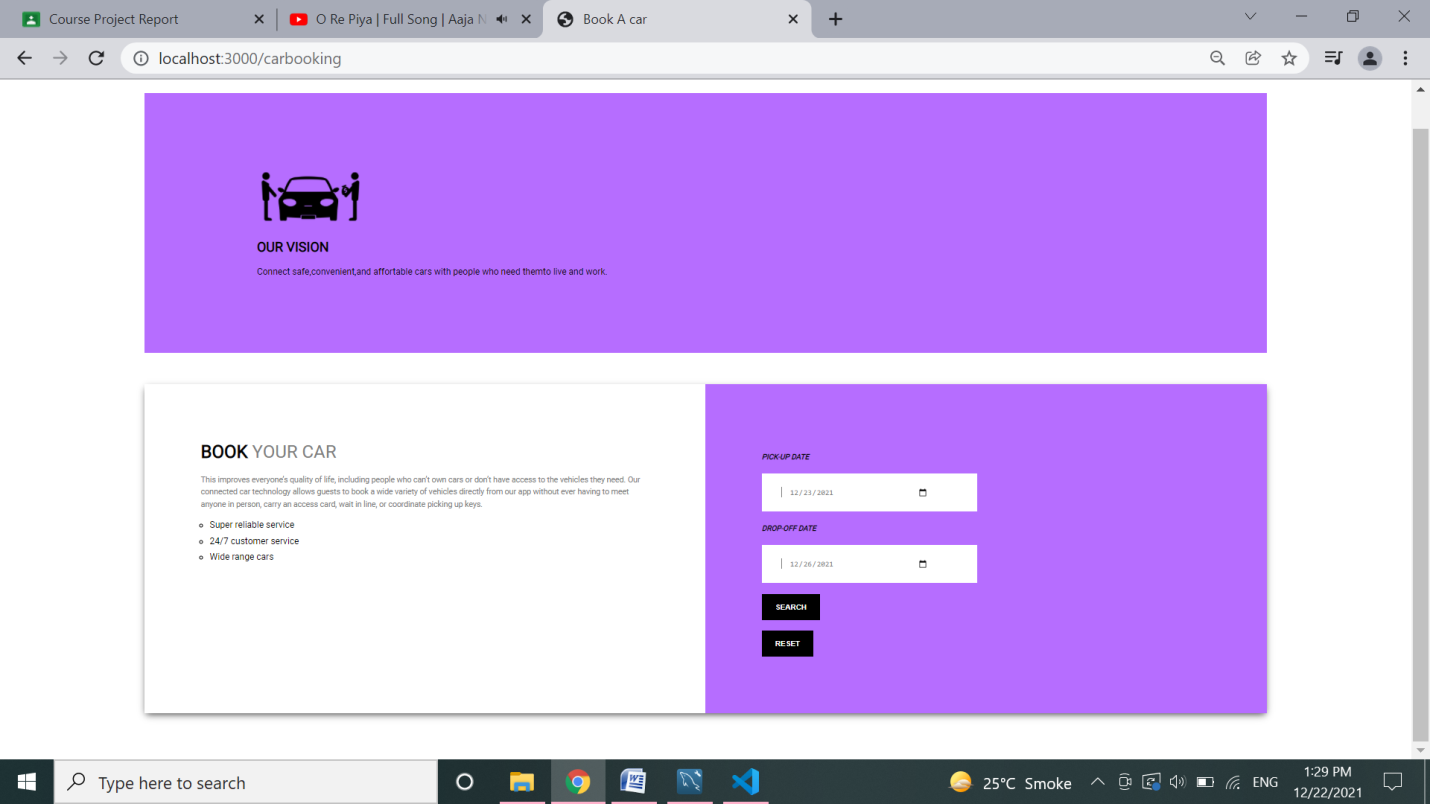 Course Project Report
O Re Piya | Full Song | Aaja N
Book A car
localhost:3000/carbooking
OUR VISION
Connect safe,convenient,and affortable cars with people who need themto live and work.
BOOK YOUR CAR
This improves everyone's quality of life, including people who can't own cars or don't have access to the vehicles they need. Our
connected car technology allows guests to book a wide variety of vehicles directly from our app without ever having to meet
anyone in person, carry an access card, wait in line, or coordinate picking up keys.
Super reliable service
24/7 customer service
Wide range cars
PICK-UP DATE
12/23/2021
DROP-OFF DATE
12/26/2021
SEARCH
RESET
Type here to search
25°C Smoke
ENG
1:29 PM
12/22/2021